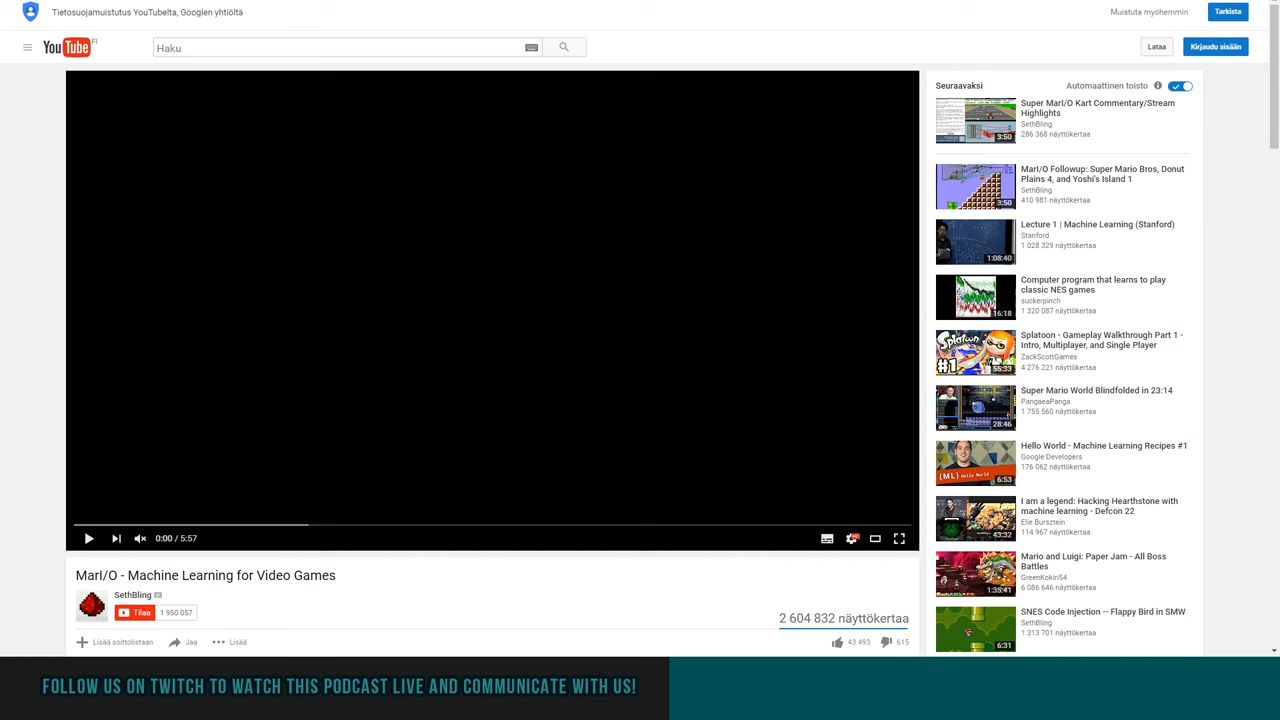 Tietosuojamuistutus YouTubelta, Googlen yhtiöltä
Muistuta myöhemmin
Tarkista
YouTube FI
Haku
Lataa
Kirjaudu sisään
0:00 / 5:57
MarI/O - Machine Learning for Video Games
SethBling
Tilaa 1 950 057
2 604 832 näyttökertaa
Lisää soittolistaan
Jaa
Lisää
43 493
615
Seuraavaksi
Automaattinen toisto
Super MarI/O Kart Commentary/Stream
Highlights
SethBling
286 368 näyttökertaa
3:50
MarI/O Followup: Super Mario Bros, Donut
Plains 4, and Yoshi's Island 1
SethBling
410 981 näyttökertaa
3:50
Lecture 1 | Machine Learning (Stanford)
Stanford
1 028 329 näyttökertaa
1:08:40
Computer program that learns to play
classic NES games
suckerpinch
1 320 087 näyttökertaa
16:18
Splatoon - Gameplay Walkthrough Part 1 -
Intro, Multiplayer, and Single Player
ZackScottGames
4 276 221 näyttökertaa
Splatoon
#1
55:33
Super Mario World Blindfolded in 23:14
PangaeaPanga
1 755 560 näyttökertaa
28:46
Hello World - Machine Learning Recipes #1
Google Developers
176 062 näyttökertaa
{ML} Hello World
6:53
I am a legend: Hacking Hearthstone with
machine learning - Defcon 22
Elie Bursztein
114 967 näyttökertaa
43:32
Mario and Luigi: Paper Jam - All Boss
Battles
GreenKokiri54
6 086 646 näyttökertaa
1:35:41
SNES Code Injection -- Flappy Bird in SMW
SethBling
1 313 701 näyttökertaa
6:31
FOLLOW US ON TWITCH TO WATCH THIS PODCAST LIVE AND COMMUNICATE WITH US!